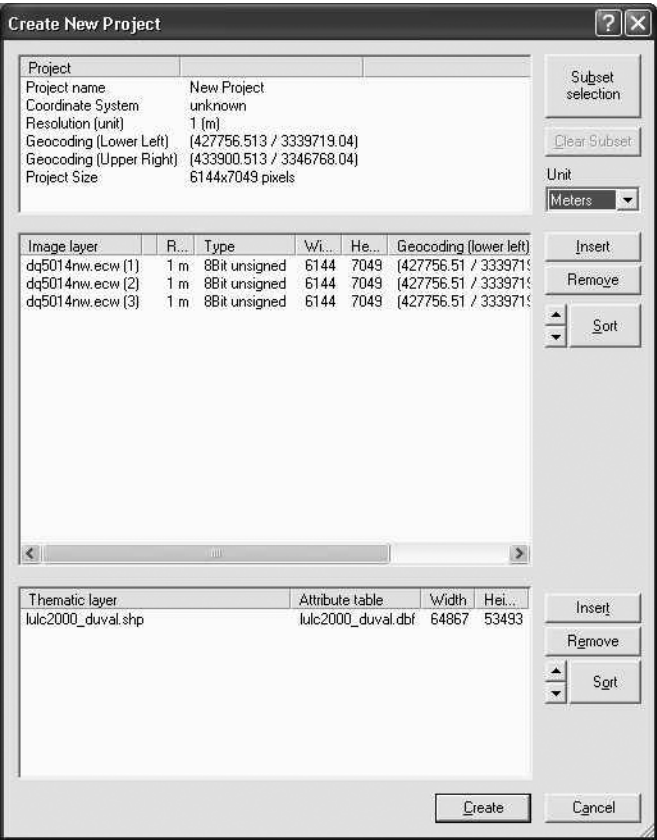 Create New Project
Project
Project name New Project
Coordinate System unknown
Resolution (unit) 1 (m)
Geocoding (Lower Left) (427756.513 / 3339719.04)
Geocoding (Upper Right) (433900.513 / 3346768.04)
Project Size 6144x7049 pixels
Subset selection
Clear Subset
Unit
Meters
Image layer R... Type Wi... He... Geocoding (lower left)
dq5014nw.ecw (1) 1 m 8Bit unsigned 6144 7049 (427756.51 / 3339719
dq5014nw.ecw (2) 1 m 8Bit unsigned 6144 7049 (427756.51 / 3339719
dq5014nw.ecw (3) 1 m 8Bit unsigned 6144 7049 (427756.51 / 3339719
Insert
Remove
Sort
Thematic layer Attribute table Width Hei...
lulc2000_duval.shp lulc2000_duval.dbf 64867 53493
Insert
Remove
Sort
Create Cancel